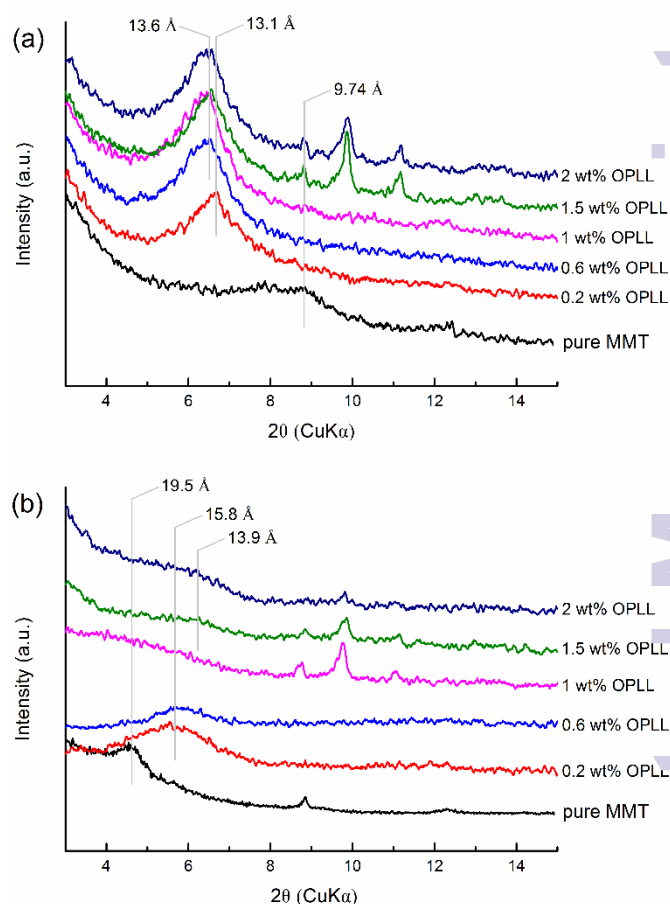 (a)
13.6 Å
13.1 Å
9.74 Å
Intensity (a.u.)
2 wt% OPLL
1.5 wt% OPLL
1 wt% OPLL
0.6 wt% OPLL
0.2 wt% OPLL
pure MMT
4 6 8 10 12 14
2θ (CuKα)
(b)
19.5 Å
15.8 Å
13.9 Å
Intensity (a.u.)
2 wt% OPLL
1.5 wt% OPLL
1 wt% OPLL
0.6 wt% OPLL
0.2 wt% OPLL
pure MMT
4 6 8 10 12 14
2θ (CuKα)